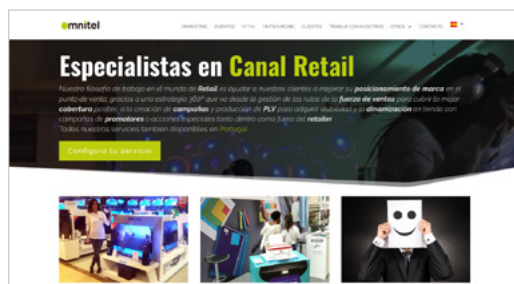 omnitel
MARKETING EVENTOS RETAIL OUTSOURCING CLIENTES TRABAJA CON NOSOTROS OTROS CONTACTO
Especialistas en Canal Retail
Nuestra filosofía de trabajo en el mundo de Retail es ayudar a nuestros clientes a mejorar su posicionamiento de marca en el
punto de venta, gracias a una estrategia 360º que va desde la gestión de las rutas de la fuerza de ventas para cubrir la mejor
cobertura posible, a la creación de campañas y producción de PLV para adquirir visibilidad y la dinamización en tienda con
campañas de promotores o acciones especiales tanto dentro como fuera del retailer.
Todos nuestros servicios también disponibles en Portugal
Configura tu servicio